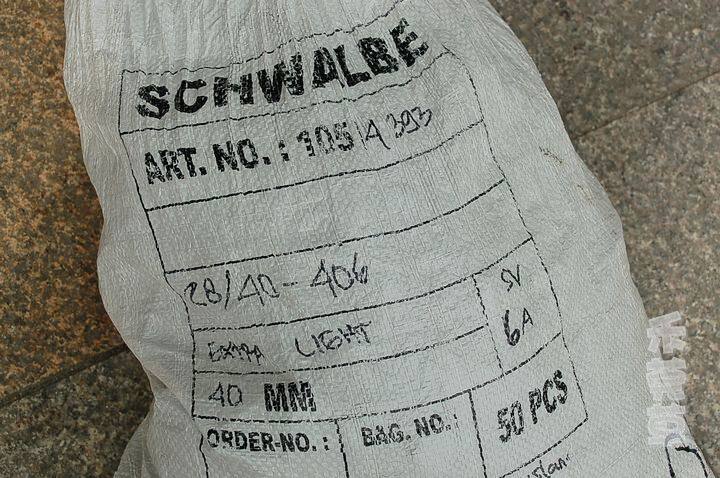 SCHWALBE
ART. NO.: 105 14 393
28/40-406
SV
EXTRA LIGHT
6A
40 MM
ORDER-NO.: BAG. NO.: 50 PCS